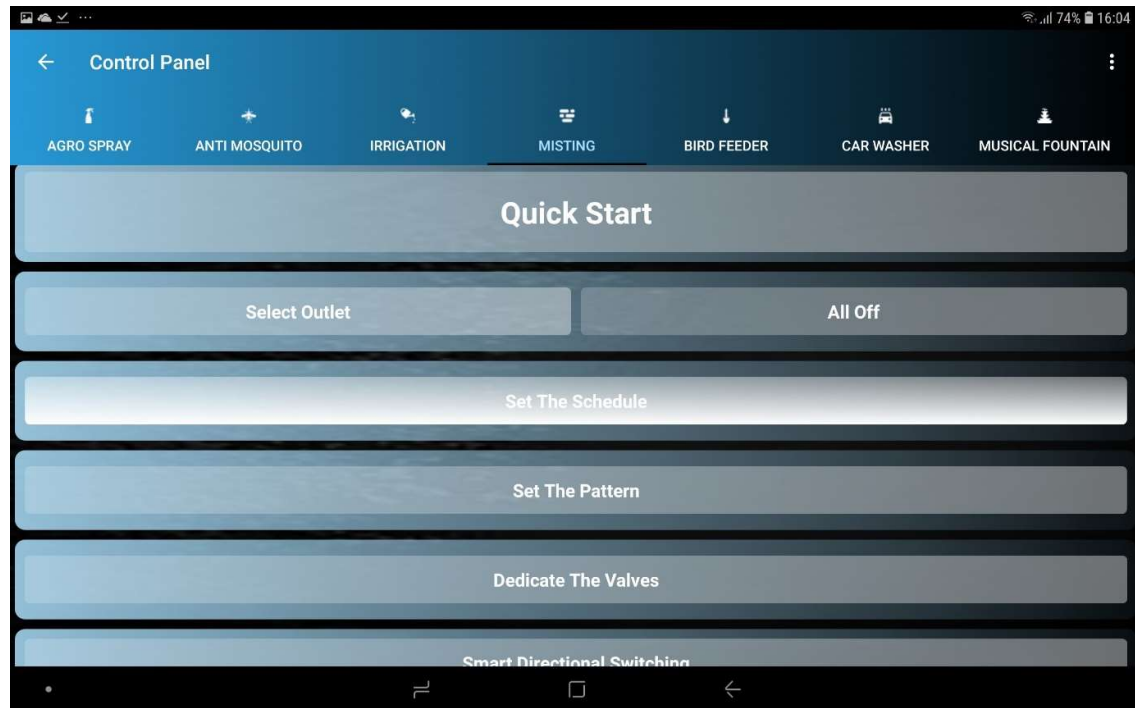 74% 16:04
Control Panel
AGRO SPRAY ANTI MOSQUITO IRRIGATION MISTING BIRD FEEDER CAR WASHER MUSICAL FOUNTAIN
Quick Start
Select Outlet All Off
Set The Schedule
Set The Pattern
Dedicate The Valves
Smart Directional Switching